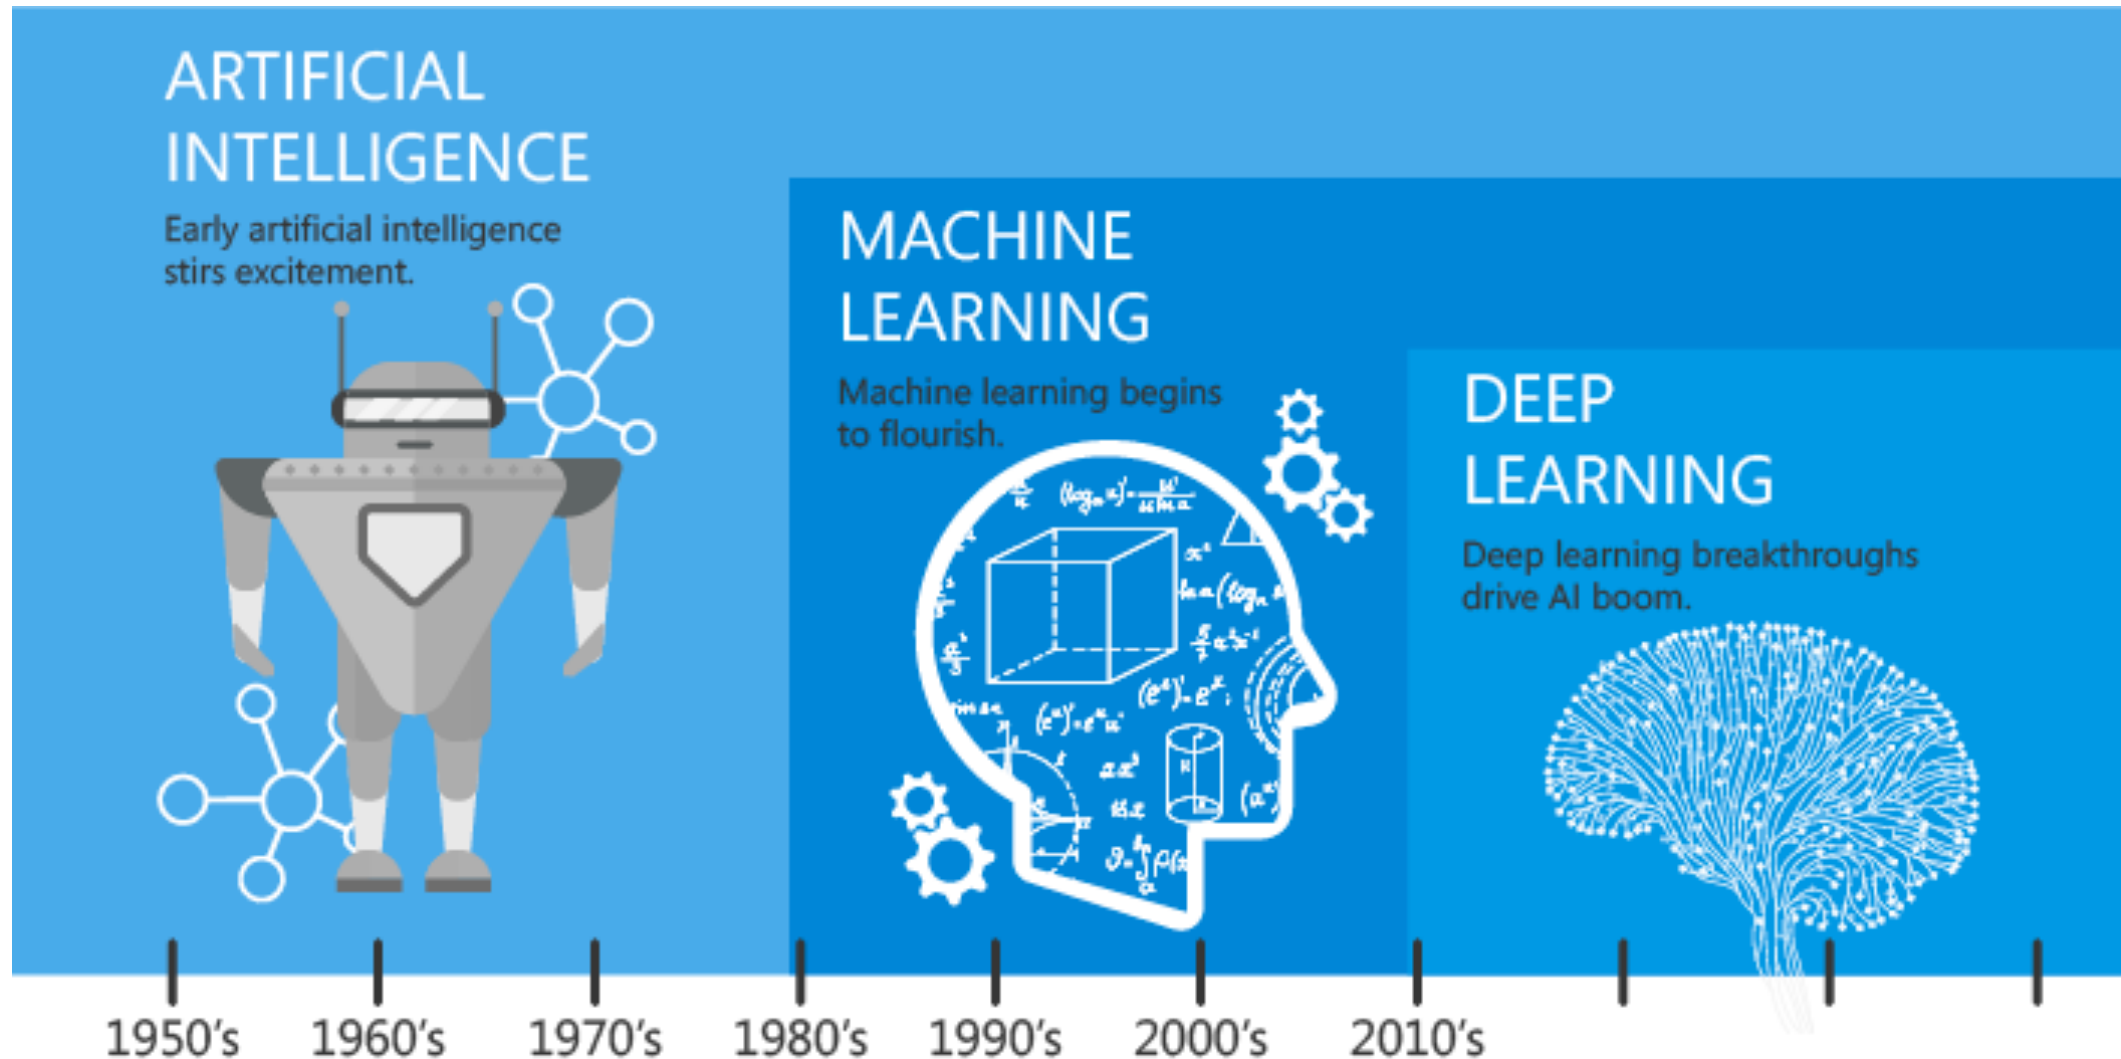 ARTIFICIAL
INTELLIGENCE
Early artificial intelligence
stirs excitement.
MACHINE
LEARNING
Machine learning begins
to flourish.
DEEP
LEARNING
Deep learning breakthroughs
drive AI boom.
1950's 1960's 1970's 1980's 1990's 2000's 2010's